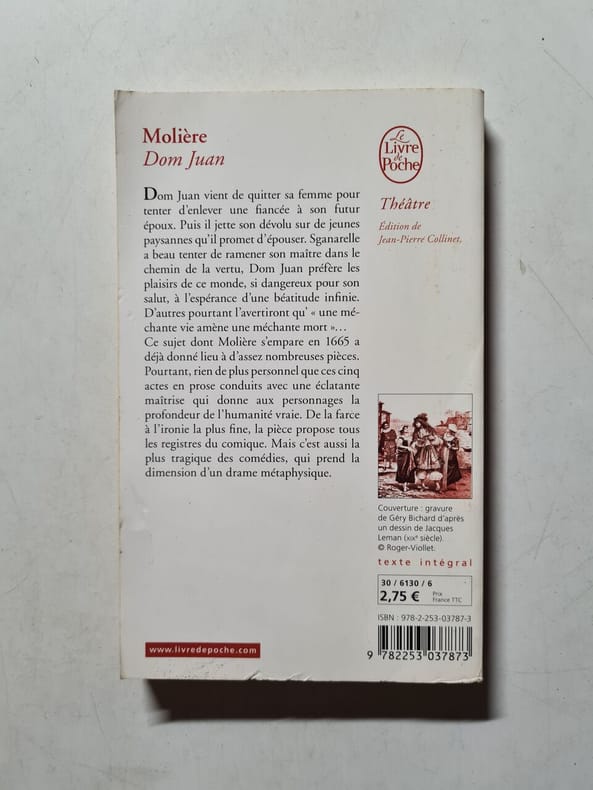 Molière
Dom Juan
Dom Juan vient de quitter sa femme pour
tenter d'enlever une fiancée à son futur
époux. Puis il jette son dévolu sur de jeunes
paysannes qu'il promet d'épouser. Sganarelle
a beau tenter de ramener son maître dans le
chemin de la vertu, Dom Juan préfère les
plaisirs de ce monde, si dangereux pour son
salut, à l'espérance d'une béatitude infinie.
D'autres pourtant l'avertiront qu' « une mé-
chante vie amène une méchante mort »…
Ce sujet dont Molière s'empare en 1665 a
déjà donné lieu à d'assez nombreuses pièces.
Pourtant, rien de plus personnel que ces cinq
actes en prose conduits avec une éclatante
maîtrise qui donne aux personnages la
profondeur de l'humanité vraie. De la farce
à l'ironie la plus fine, la pièce propose tous
les registres du comique. Mais c'est aussi la
plus tragique des comédies, qui prend la
dimension d'un drame métaphysique.
www.livredepoche.com
Le
Livre
de
Poche
Théâtre
Édition de
Jean-Pierre Collinet.
Couverture : gravure
de Géry Bichard d'après
un dessin de Jacques
Leman (XIXe siècle).
© Roger-Viollet.
texte intégral
30 / 6130 / 6
2,75 € Prix
France TTC
ISBN : 978-2-253-03787-3
9 782253 037873